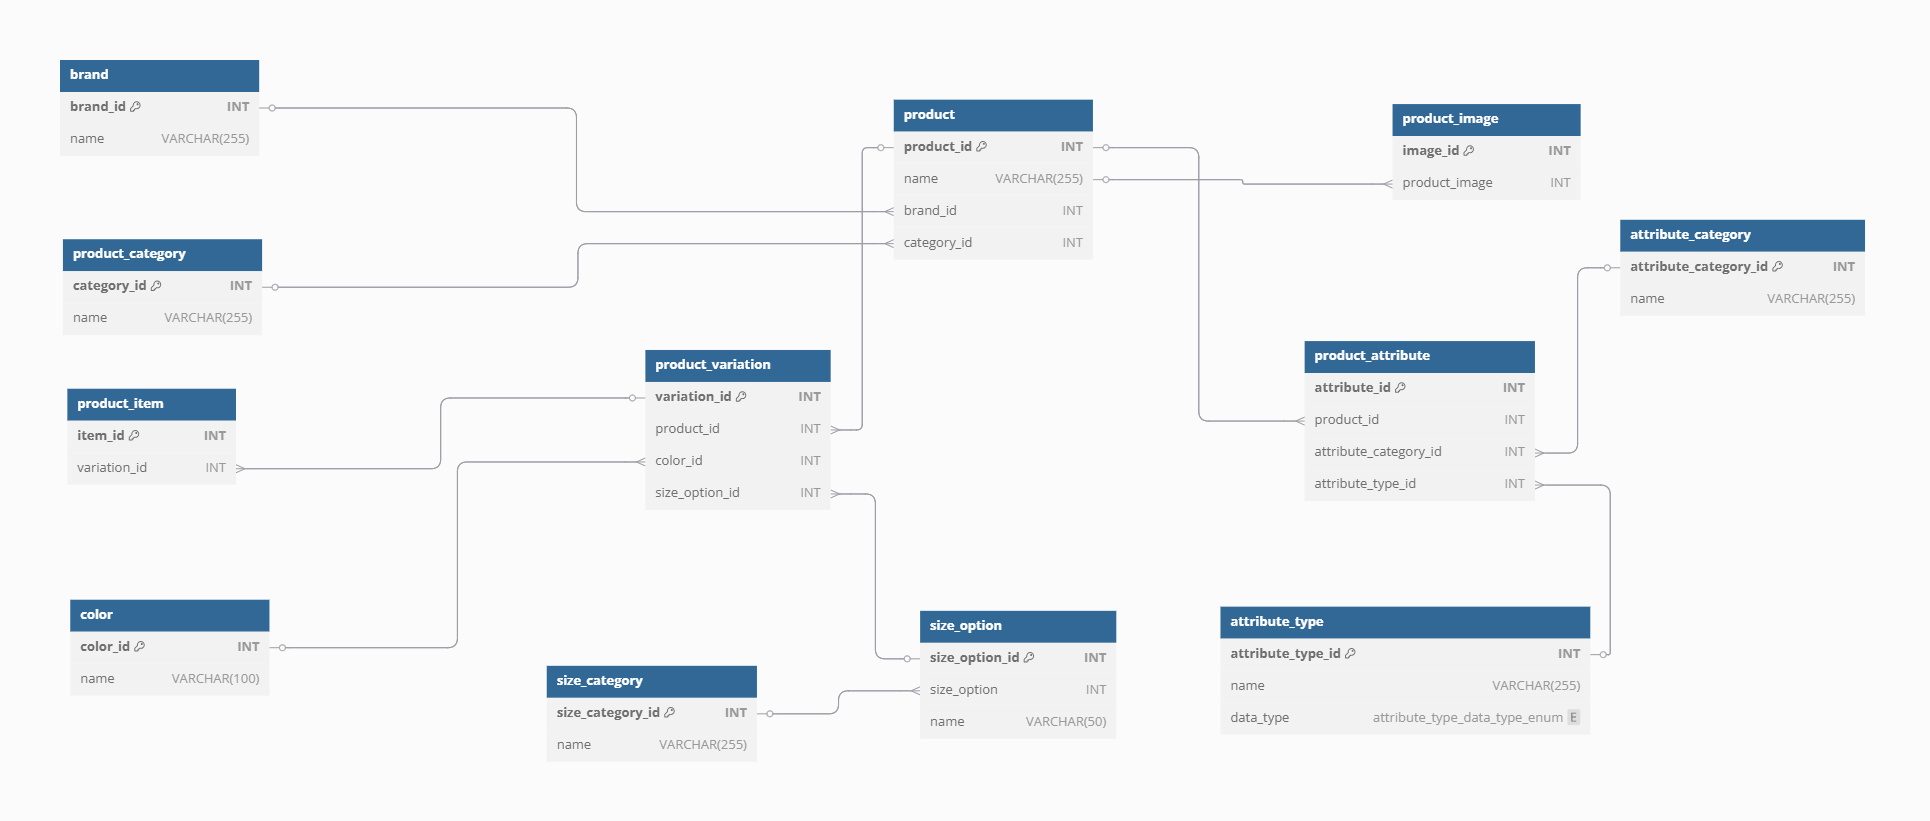 brand
brand_id INT
name VARCHAR(255)
product_category
category_id INT
name VARCHAR(255)
product_item
item_id INT
variation_id INT
color
color_id INT
name VARCHAR(100)
product_variation
variation_id INT
product_id INT
color_id INT
size_option_id INT
size_category
size_category_id INT
name VARCHAR(255)
product
product_id INT
name VARCHAR(255)
brand_id INT
category_id INT
size_option
size_option_id INT
size_option INT
name VARCHAR(50)
product_image
image_id INT
product_image INT
attribute_category
attribute_category_id INT
name VARCHAR(255)
product_attribute
attribute_id INT
product_id INT
attribute_category_id INT
attribute_type_id INT
attribute_type
attribute_type_id INT
name VARCHAR(255)
data_type attribute_type_data_type_enum E